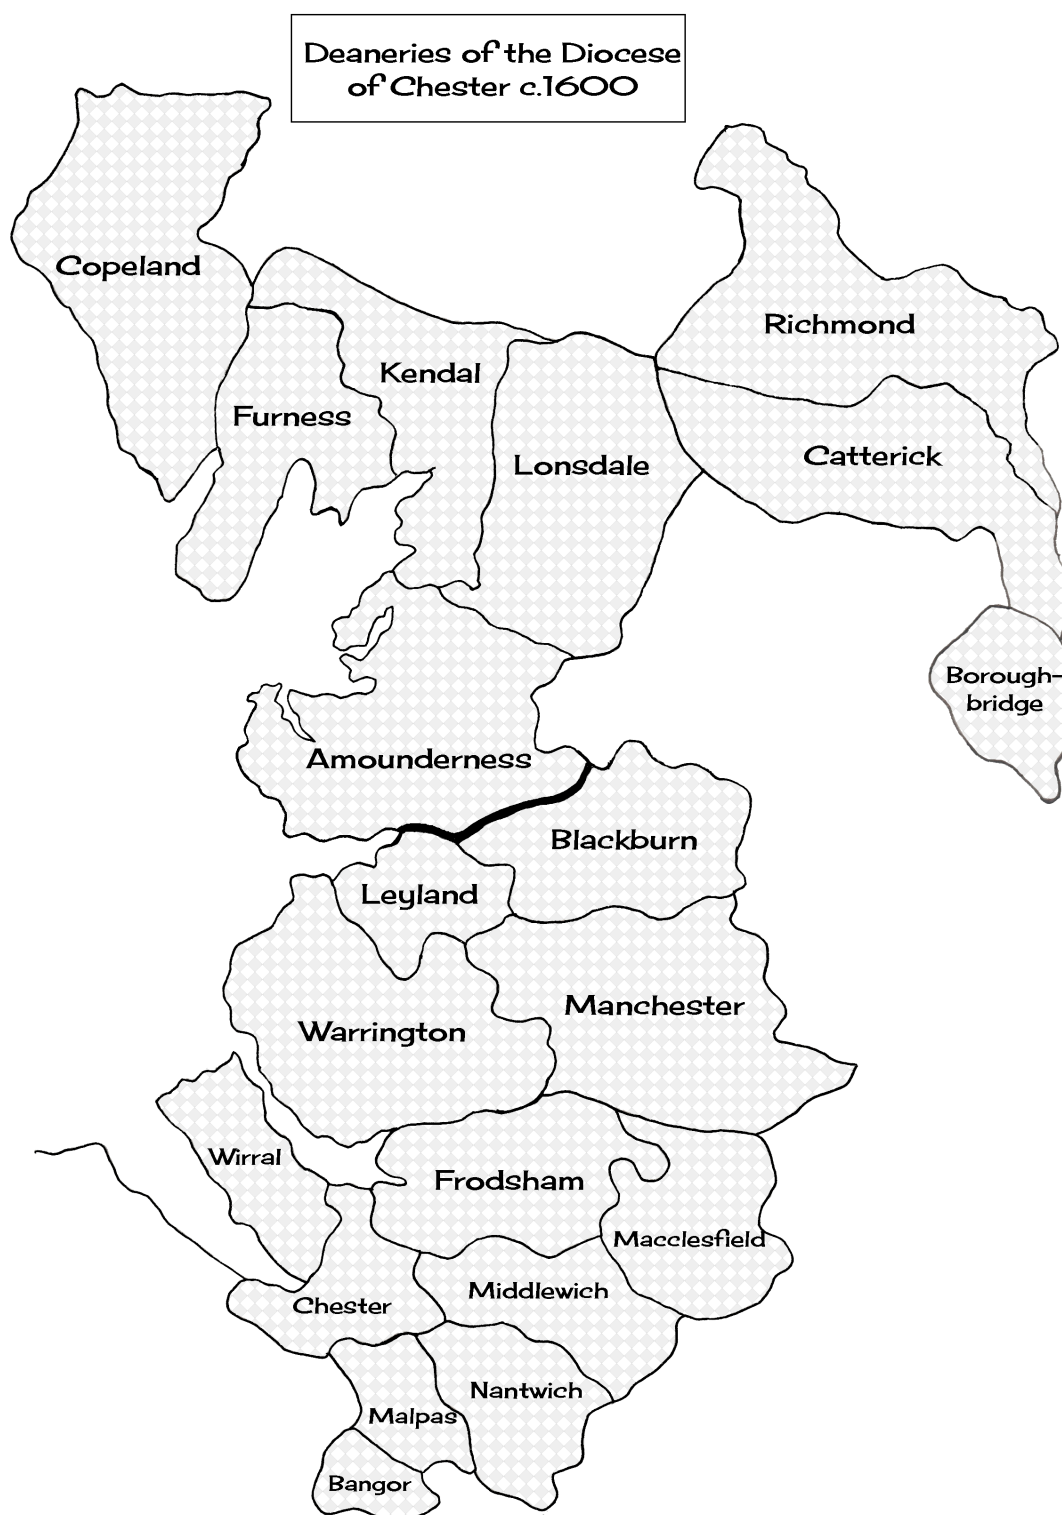 Deaneries of the Diocese
of Chester c.1600
Copeland
Richmond
Kendal
Furness
Catterick
Lonsdale
Borough-
bridge
Amounderness
Blackburn
Leyland
Manchester
Warrington
Wirral
Frodsham
Macclesfield
Middlewich
Chester
Nantwich
Malpas
Bangor